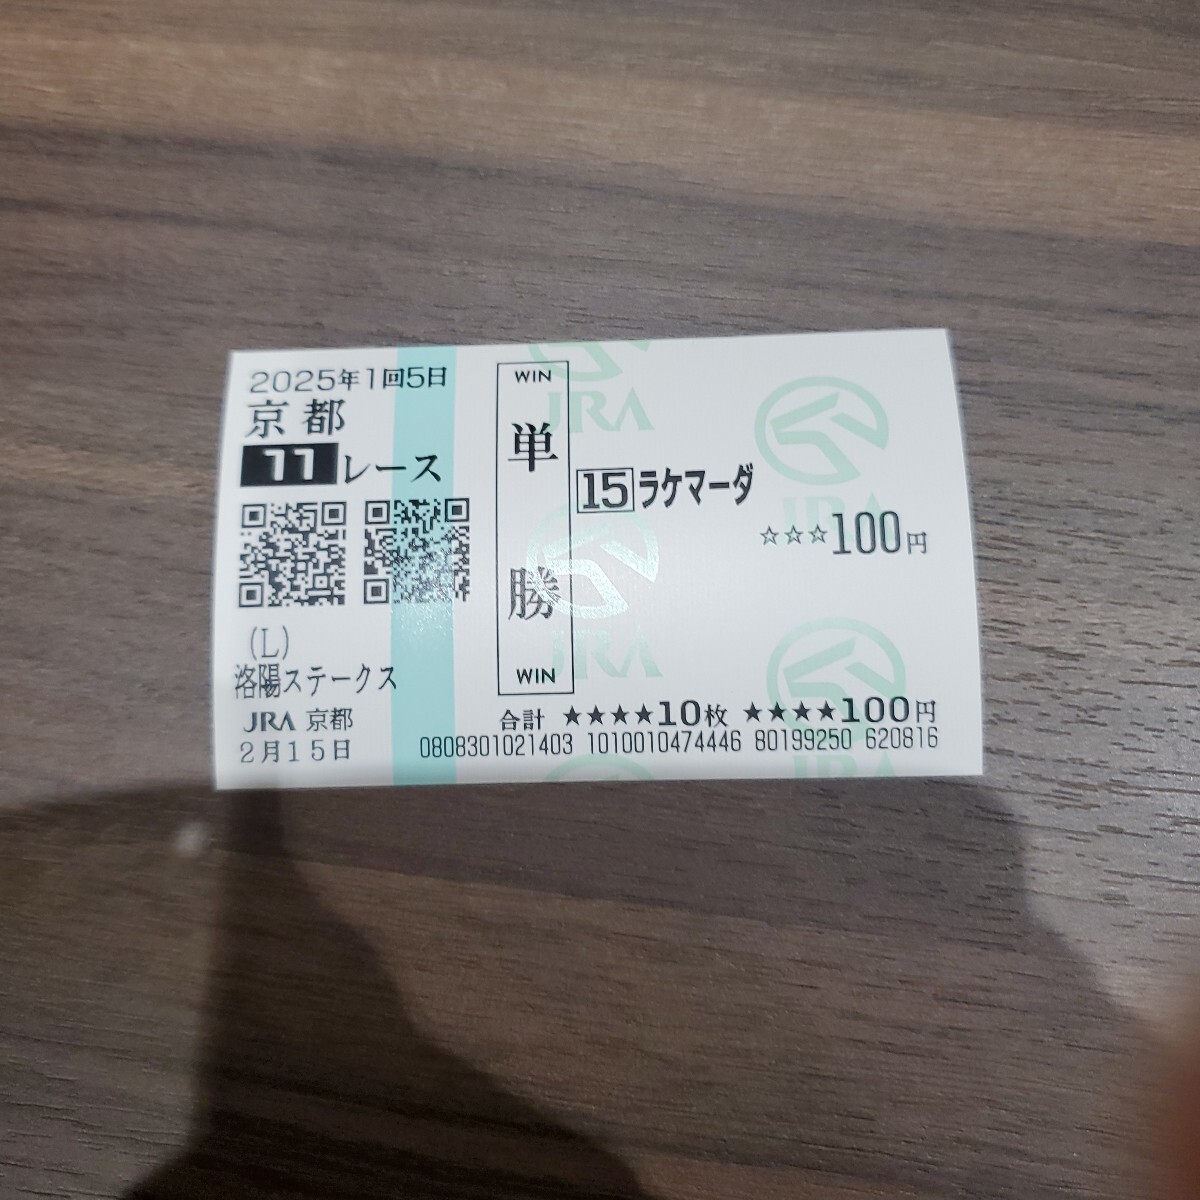 2025年1回5日
京都
11レース
(L)
洛陽ステークス
JRA 京都
2月15日
WIN
単勝
WIN
15 ラケマーダ
☆☆☆100円
合計 ★★★★10枚 ★★★★100円
0808301021403 1010010474446 80199250 620816
JRA
JRA
JRA
JRA